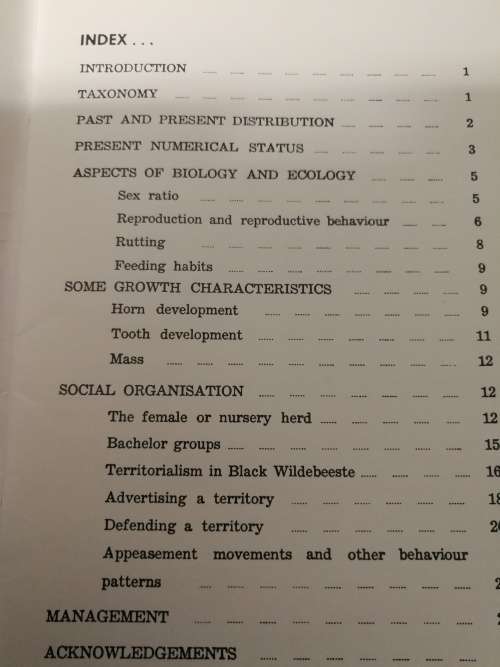 INDEX ...
INTRODUCTION ... 1
TAXONOMY ... 1
PAST AND PRESENT DISTRIBUTION ... 2
PRESENT NUMERICAL STATUS ... 3
ASPECTS OF BIOLOGY AND ECOLOGY ... 5
Sex ratio ... 5
Reproduction and reproductive behaviour ... 6
Rutting ... 8
Feeding habits ... 9
SOME GROWTH CHARACTERISTICS ... 9
Horn development ... 9
Tooth development ... 11
Mass ... 12
SOCIAL ORGANISATION ... 12
The female or nursery herd ... 12
Bachelor groups ... 15
Territorialism in Black Wildebeeste ... 16
Advertising a territory ... 18
Defending a territory ...
Appeasement movements and other behaviour
patterns ...
MANAGEMENT ...
ACKNOWLEDGEMENTS ...